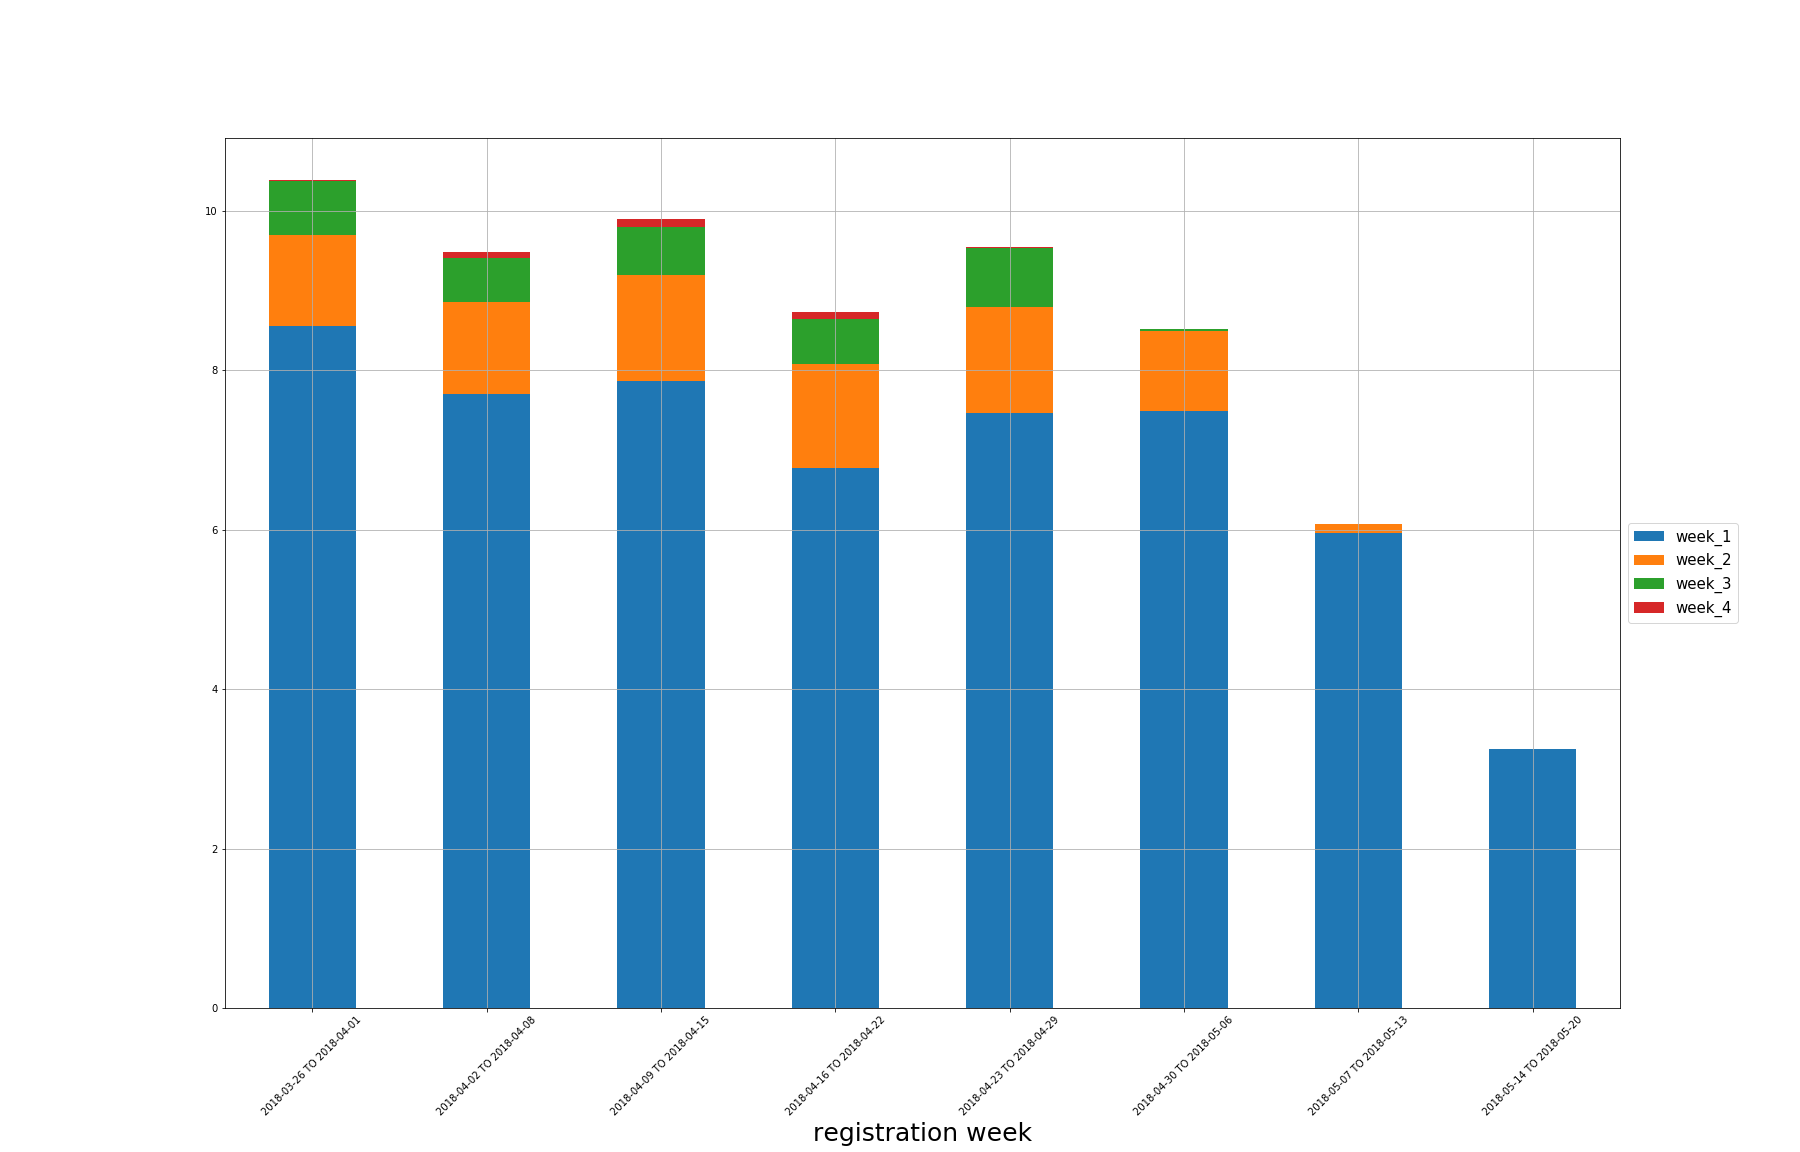 10
8
6
4
2
0
week_1
week_2
week_3
week_4
2018-03-26 TO 2018-04-01
2018-04-02 TO 2018-04-08
2018-04-09 TO 2018-04-15
2018-04-16 TO 2018-04-22
2018-04-23 TO 2018-04-29
2018-04-30 TO 2018-05-06
2018-05-07 TO 2018-05-13
2018-05-14 TO 2018-05-20
registration week